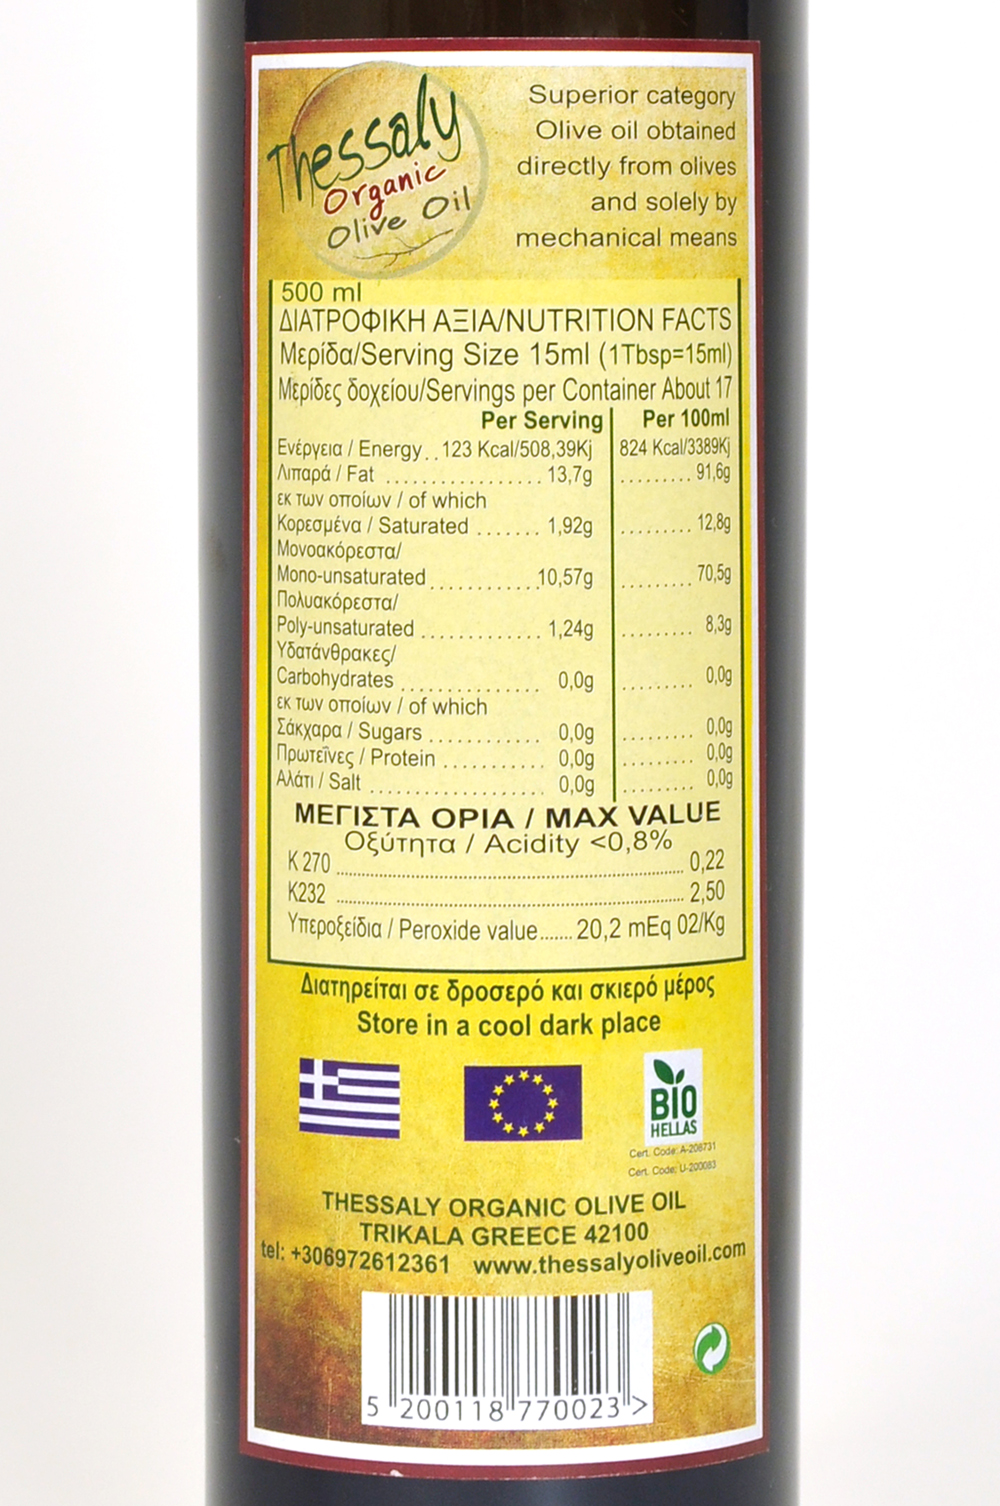 Thessaly
Organic
Olive Oil
Superior category
Olive oil obtained
directly from olives
and solely by
mechanical means
500 ml
ΔΙΑΤΡΟΦΙΚΗ ΑΞΙΑ/NUTRITION FACTS
Μερίδα/Serving Size 15ml (1Tbsp=15ml)
Μερίδες δοχείου/Servings per Container About 17
Per Serving Per 100ml
Ενέργεια / Energy.. 123 Kcal/508,39Kj 824 Kcal/3389Kj
Λιπαρά / Fat ................. 13,7g ......... 91,6g
εκ των οποίων / of which
Κορεσμένα / Saturated ....... 1,92g ......... 12,8g
Μονοακόρεστα/
Mono-unsaturated ............ 10,57g ......... 70,5g
Πολυακόρεστα/
Poly-unsaturated ............. 1,24g ......... 8,3g
Υδατάνθρακες/
Carbohydrates ............... 0,0g ......... 0,0g
εκ των οποίων / of which
Σάκχαρα / Sugars ............ 0,0g ......... 0,0g
Πρωτεΐνες / Protein ........... 0,0g ......... 0,0g
Αλάτι / Salt .................. 0,0g ......... 0,0g
ΜΕΓΙΣΤΑ ΟΡΙΑ / MAX VALUE
Οξύτητα / Acidity <0,8%
K 270 ........ 0,22
K232 ........ 2,50
Υπεροξείδια / Peroxide value....... 20,2 mEq 02/Kg
Διατηρείται σε δροσερό και σκιερό μέρος
Store in a cool dark place
BIO
HELLAS
Cert. Code: A-208731
Cert. Code: U-200083
THESSALY ORGANIC OLIVE OIL
TRIKALA GREECE 42100
tel: +306972612361 www.thessalyoliveoil.com
5 200118 770023 >